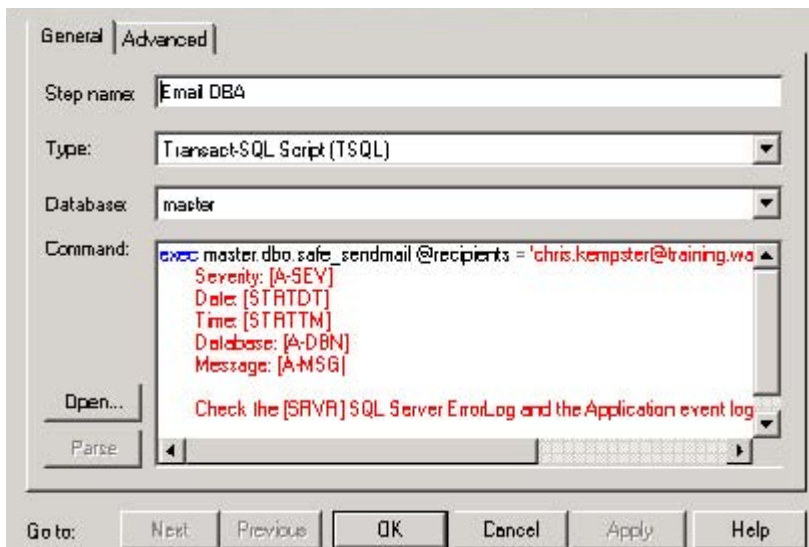 General Advanced
Step name: Email DBA
Type: Transact-SQL Script (TSQL)
Database: master
Command: exec master.dbo.safe_sendmail @recipients = 'chris.kempster@training.wa
Severity: [A-SEV]
Date: [STRTDT]
Time: [STRTTM]
Database: [A-DBN]
Message: [A-MSG]
Check the [SRVR] SQL Server ErrorLog and the Application event log
Open...
Parse
Go to: Next Previous OK Cancel Apply Help